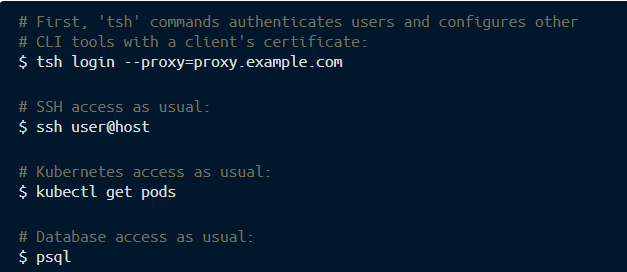 # First, 'tsh' commands authenticates users and configures other
# CLI tools with a client's certificate:
$ tsh login --proxy=proxy.example.com
# SSH access as usual:
$ ssh user@host
# Kubernetes access as usual:
$ kubectl get pods
# Database access as usual:
$ psql